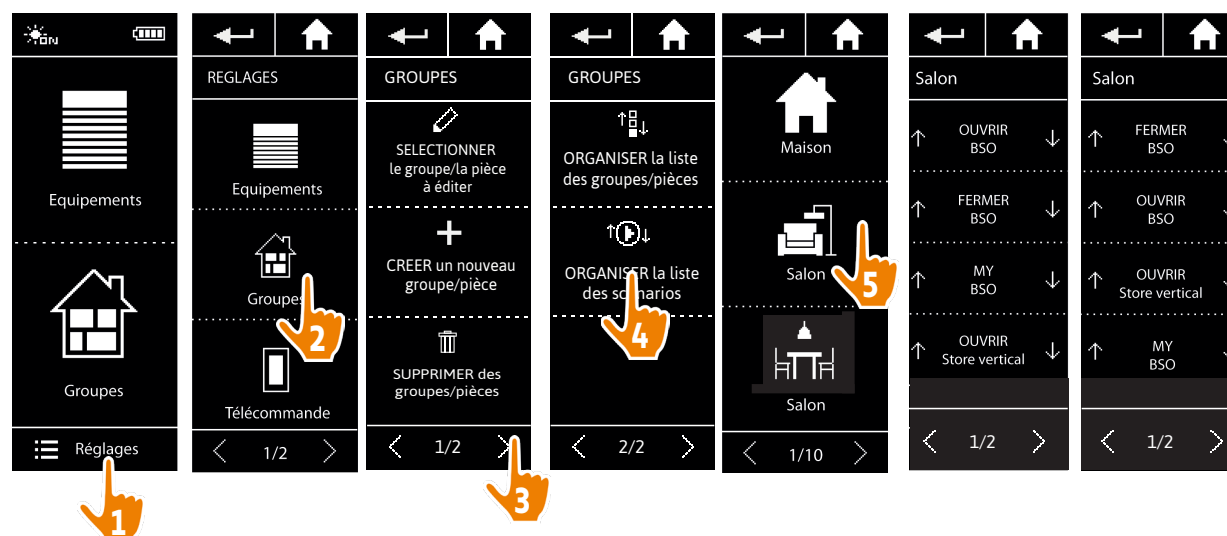 ON
Equipements
Groupes
Réglages
1
REGLAGES
Equipements
Groupes
2
Télécommande
1/2
GROUPES
SELECTIONNER
le groupe/la pièce
à éditer
CREER un nouveau
groupe/pièce
SUPPRIMER des
groupes/pièces
1/2
3
GROUPES
ORGANISER la liste
des groupes/pièces
ORGANISER la liste
des scénarios
4
2/2
Maison
Salon
5
Salon
1/10
Salon
OUVRIR
BSO
FERMER
BSO
MY
BSO
OUVRIR
Store vertical
1/2
Salon
FERMER
BSO
OUVRIR
BSO
OUVRIR
Store vertical
MY
BSO
1/2